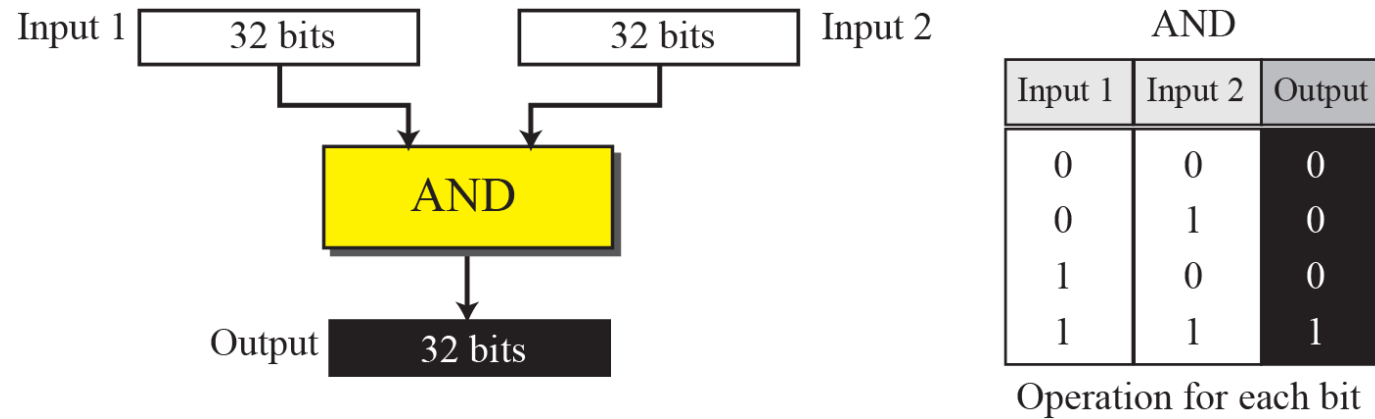 Input 1 32 bits 32 bits Input 2
AND
Output 32 bits
AND
Input 1 Input 2 Output
0 0 0
0 1 0
1 0 0
1 1 1
Operation for each bit